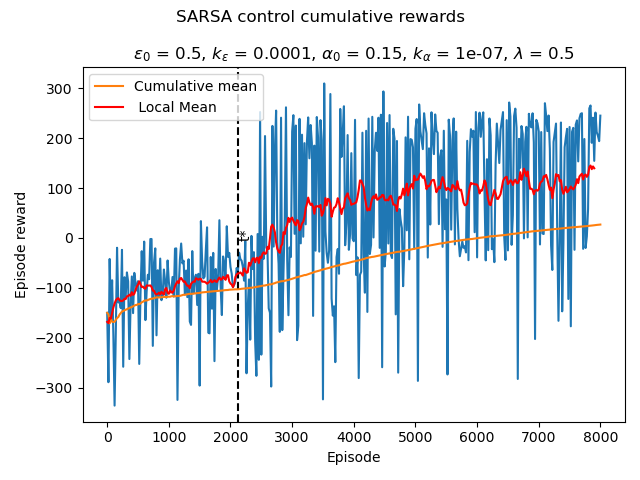 SARSA control cumulative rewards
ε₀ = 0.5, kε = 0.0001, α₀ = 0.15, kα = 1e-07, λ = 0.5
Cumulative mean
Local Mean
Episode reward
300
200
100
0
−100
−200
−300
0
1000
2000
3000
4000
5000
6000
7000
8000
Episode